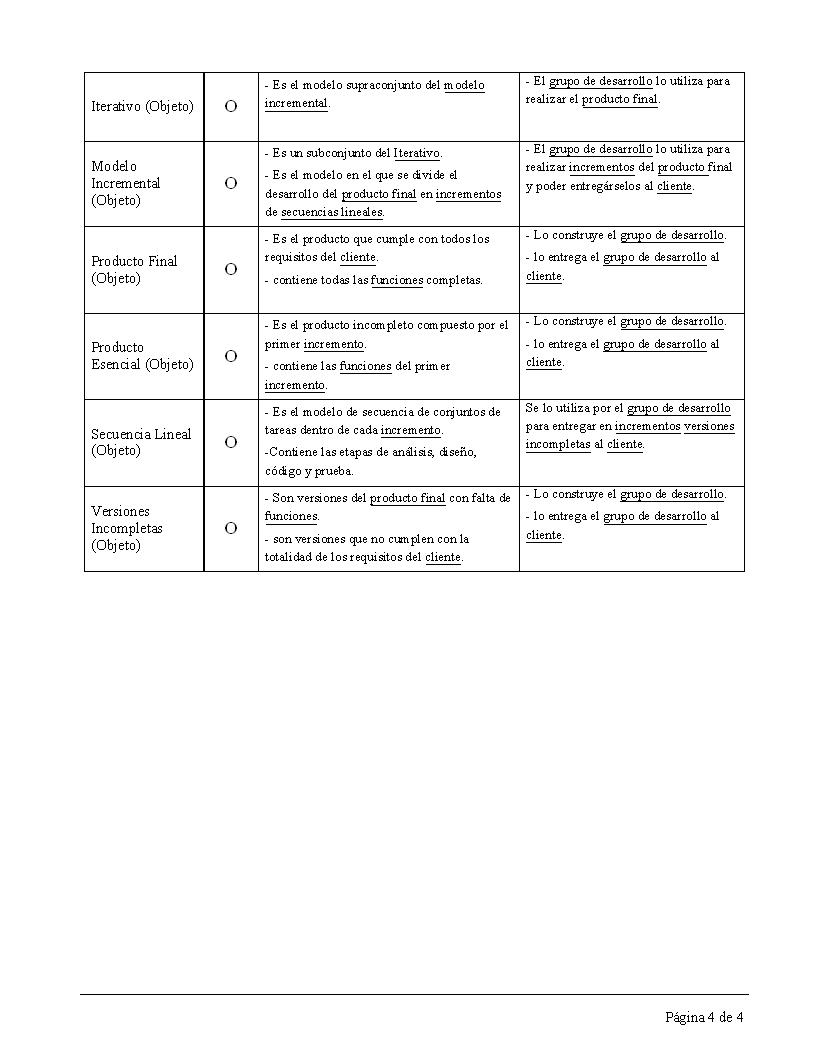 Iterativo (Objeto)
O
- Es el modelo supraconjunto del modelo
incremental.
- El grupo de desarrollo lo utiliza para
realizar el producto final.
Modelo
Incremental
(Objeto)
O
- Es un subconjunto del Iterativo.
- Es el modelo en el que se divide el
desarrollo del producto final en incrementos
de secuencias lineales.
- El grupo de desarrollo lo utiliza para
realizar incrementos del producto final
y poder entregárselos al cliente.
Producto Final
(Objeto)
O
- Es el producto que cumple con todos los
requisitos del cliente.
- contiene todas las funciones completas.
- Lo construye el grupo de desarrollo.
- lo entrega el grupo de desarrollo al
cliente.
Producto
Esencial (Objeto)
O
- Es el producto incompleto compuesto por el
primer incremento.
- contiene las funciones del primer
incremento.
- Lo construye el grupo de desarrollo.
- lo entrega el grupo de desarrollo al
cliente.
Secuencia Lineal
(Objeto)
O
- Es el modelo de secuencia de conjuntos de
tareas dentro de cada incremento.
-Contiene las etapas de análisis, diseño,
código y prueba.
Se lo utiliza por el grupo de desarrollo
para entregar en incrementos versiones
incompletas al cliente.
Versiones
Incompletas
(Objeto)
O
- Son versiones del producto final con falta de
funciones.
- son versiones que no cumplen con la
totalidad de los requisitos del cliente.
- Lo construye el grupo de desarrollo.
- lo entrega el grupo de desarrollo al
cliente.
Página 4 de 4